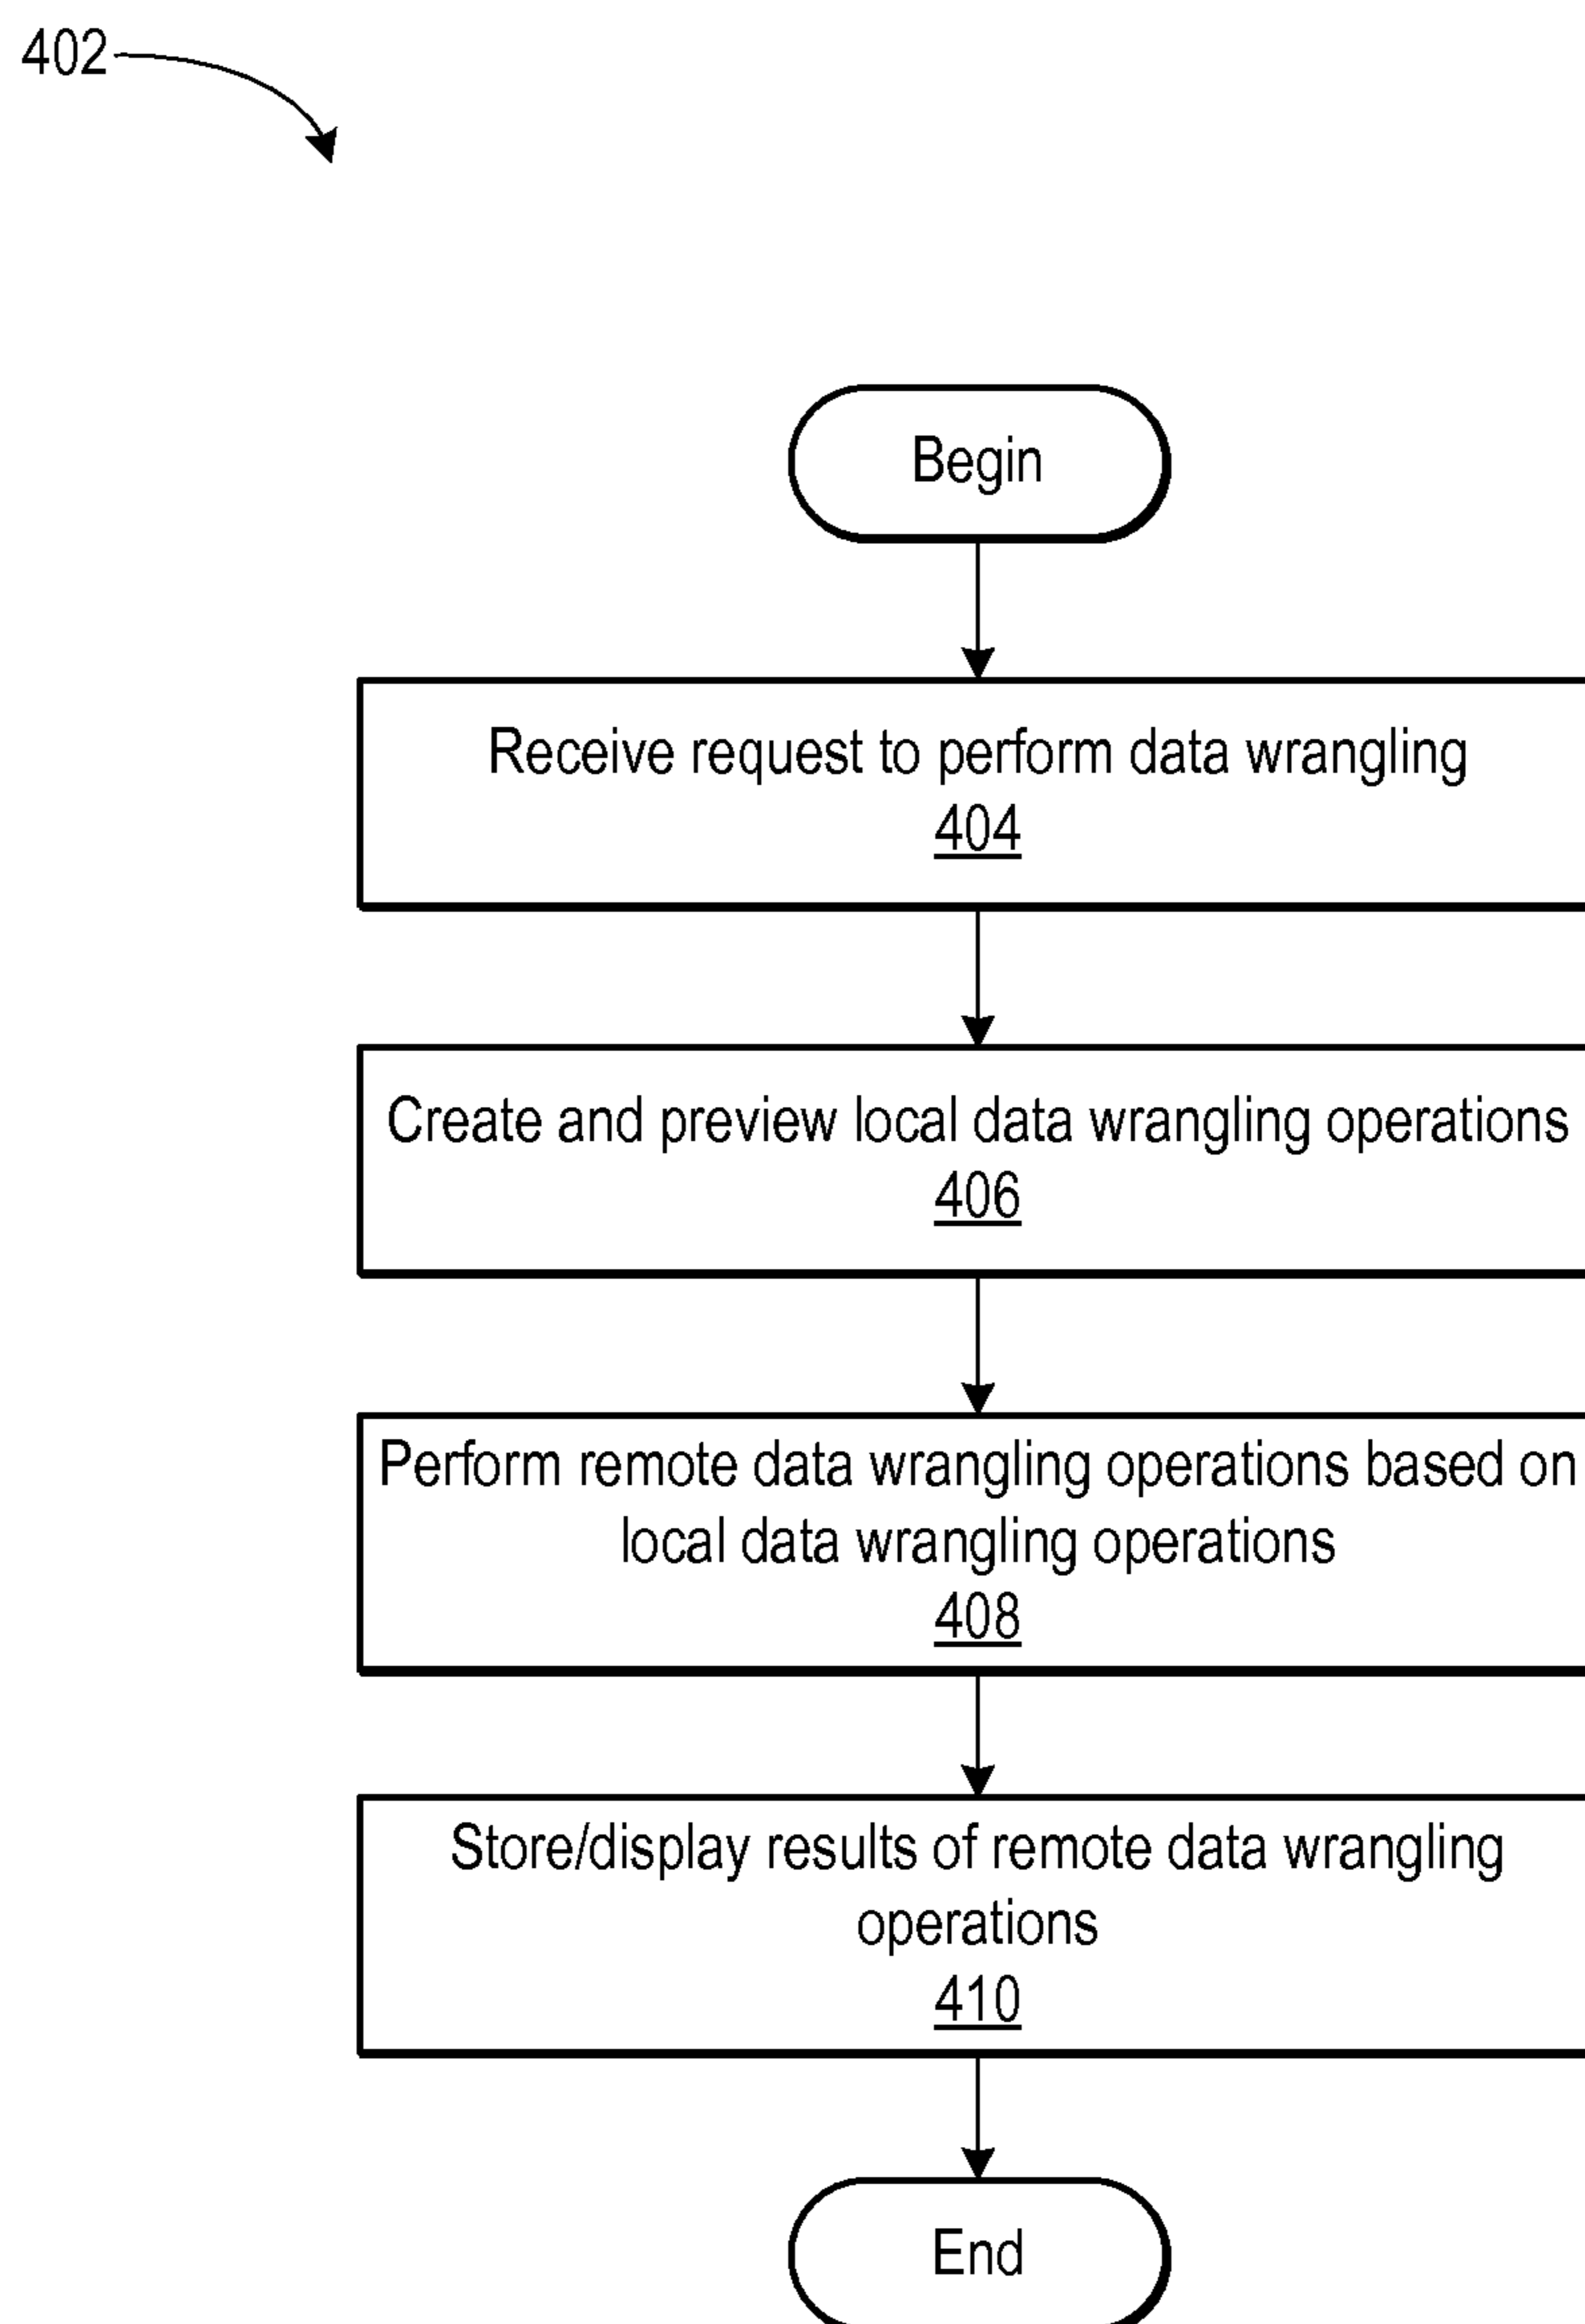 402
Begin
Receive request to perform data wrangling
404
Create and preview local data wrangling operations
406
Perform remote data wrangling operations based on
local data wrangling operations
408
Store/display results of remote data wrangling
operations
410
End